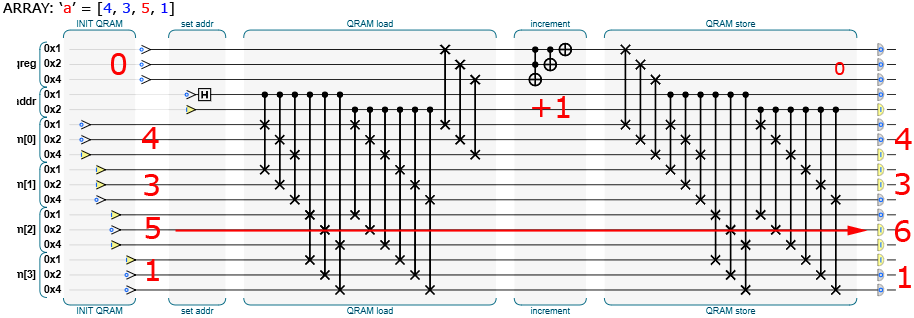 ARRAY: 'a' = [4, 3, 5, 1]
INIT QRAM set addr QRAM load increment QRAM store
0x1
qreg 0x2 0 0
0x4
0x1 H
addr 0x2 +1
0x1
m[0] 0x2 4 4
0x4
0x1
m[1] 0x2 3 3
0x4
0x1
m[2] 0x2 5 6
0x4
0x1
m[3] 0x2 1 1
0x4
INIT QRAM set addr QRAM load increment QRAM store